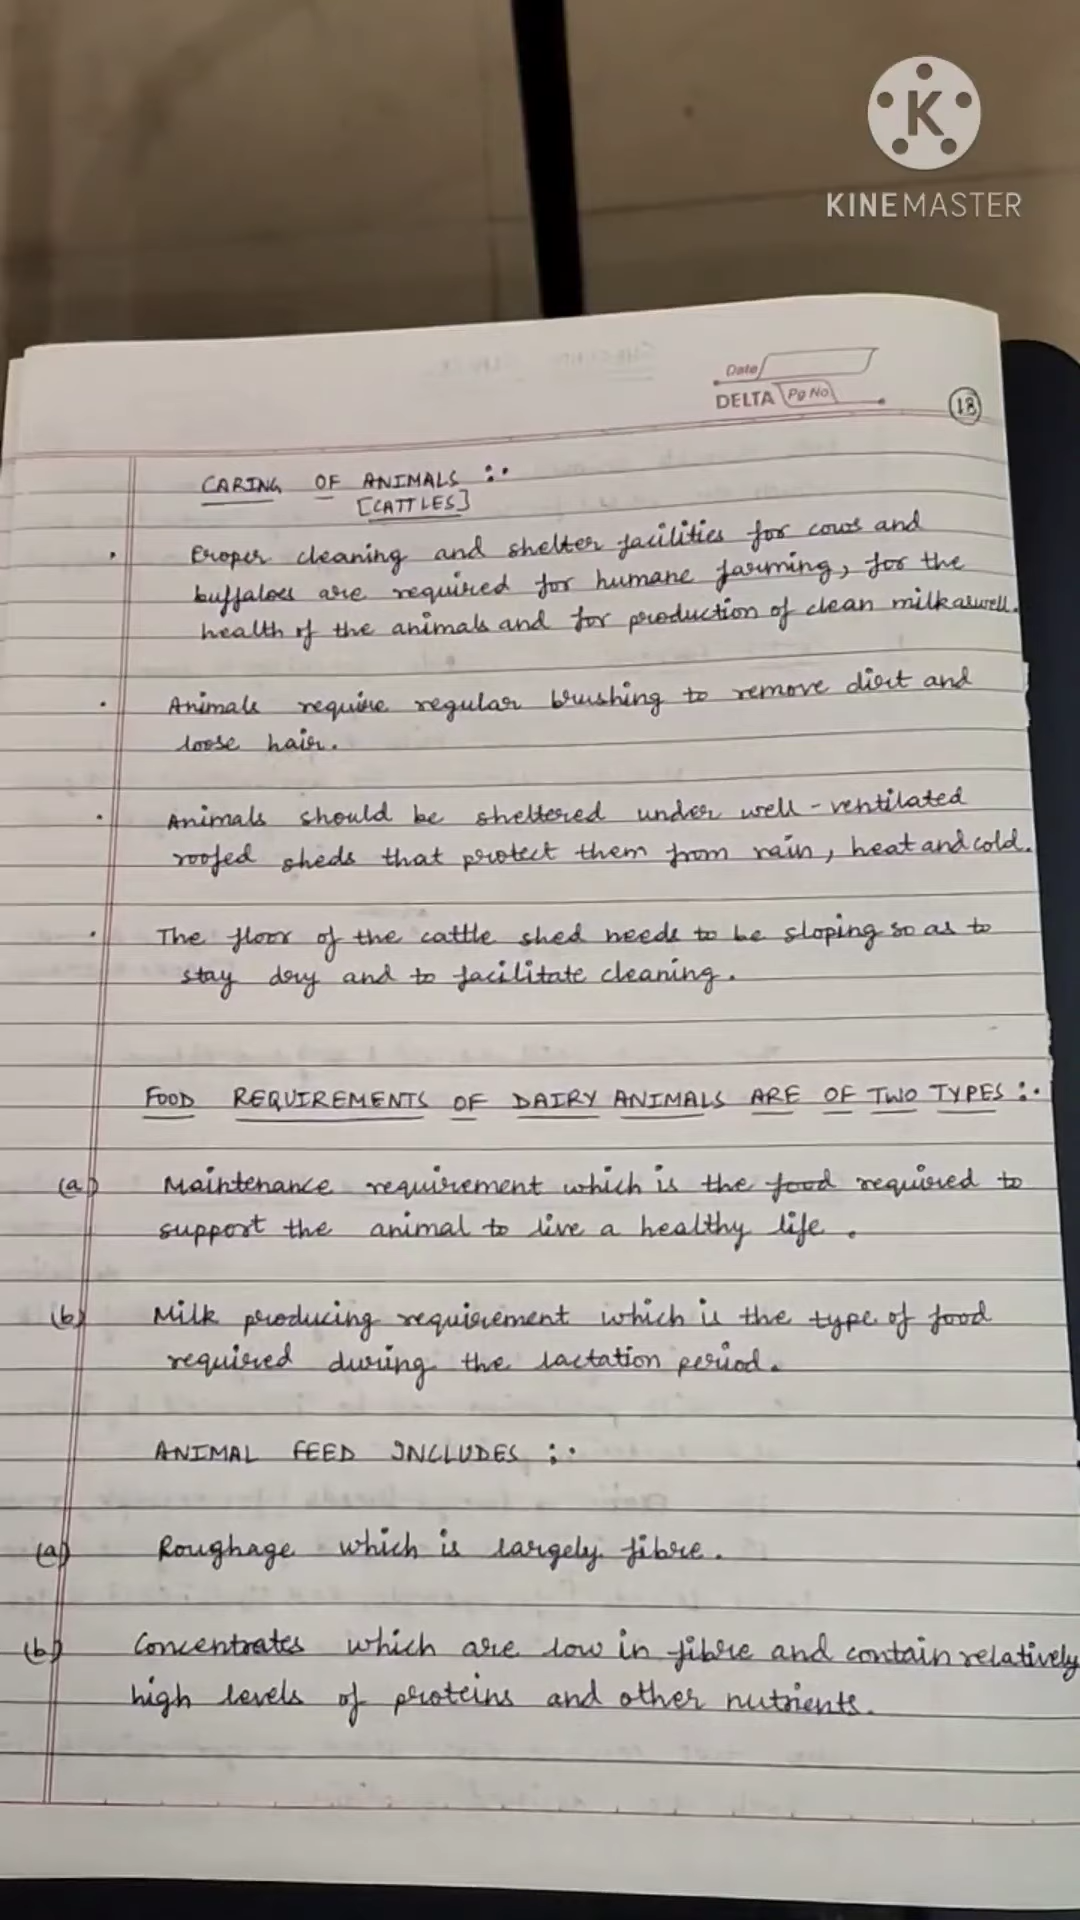 K
KINEMASTER
Date
DELTA Pg No
18
CARING OF ANIMALS :•
[CATTLES]
• Proper cleaning and shelter facilities for cows and
buffaloes are required for humane farming, for the
health of the animals and for production of clean milk aswell.
• Animals require regular brushing to remove dirt and
loose hair.
• Animals should be sheltered under well-ventilated
roofed sheds that protect them from rain, heat and cold.
• The floor of the cattle shed needs to be sloping so as to
stay dry and to facilitate cleaning.
FOOD REQUIREMENTS OF DAIRY ANIMALS ARE OF TWO TYPES :•
(a) Maintenance requirement which is the food required to
support the animal to live a healthy life.
(b) Milk producing requirement which is the type of food
required during the lactation period.
ANIMAL FEED INCLUDES :•
(a) Roughage which is largely fibre.
(b) Concentrates which are low in fibre and contain relatively
high levels of proteins and other nutrients.